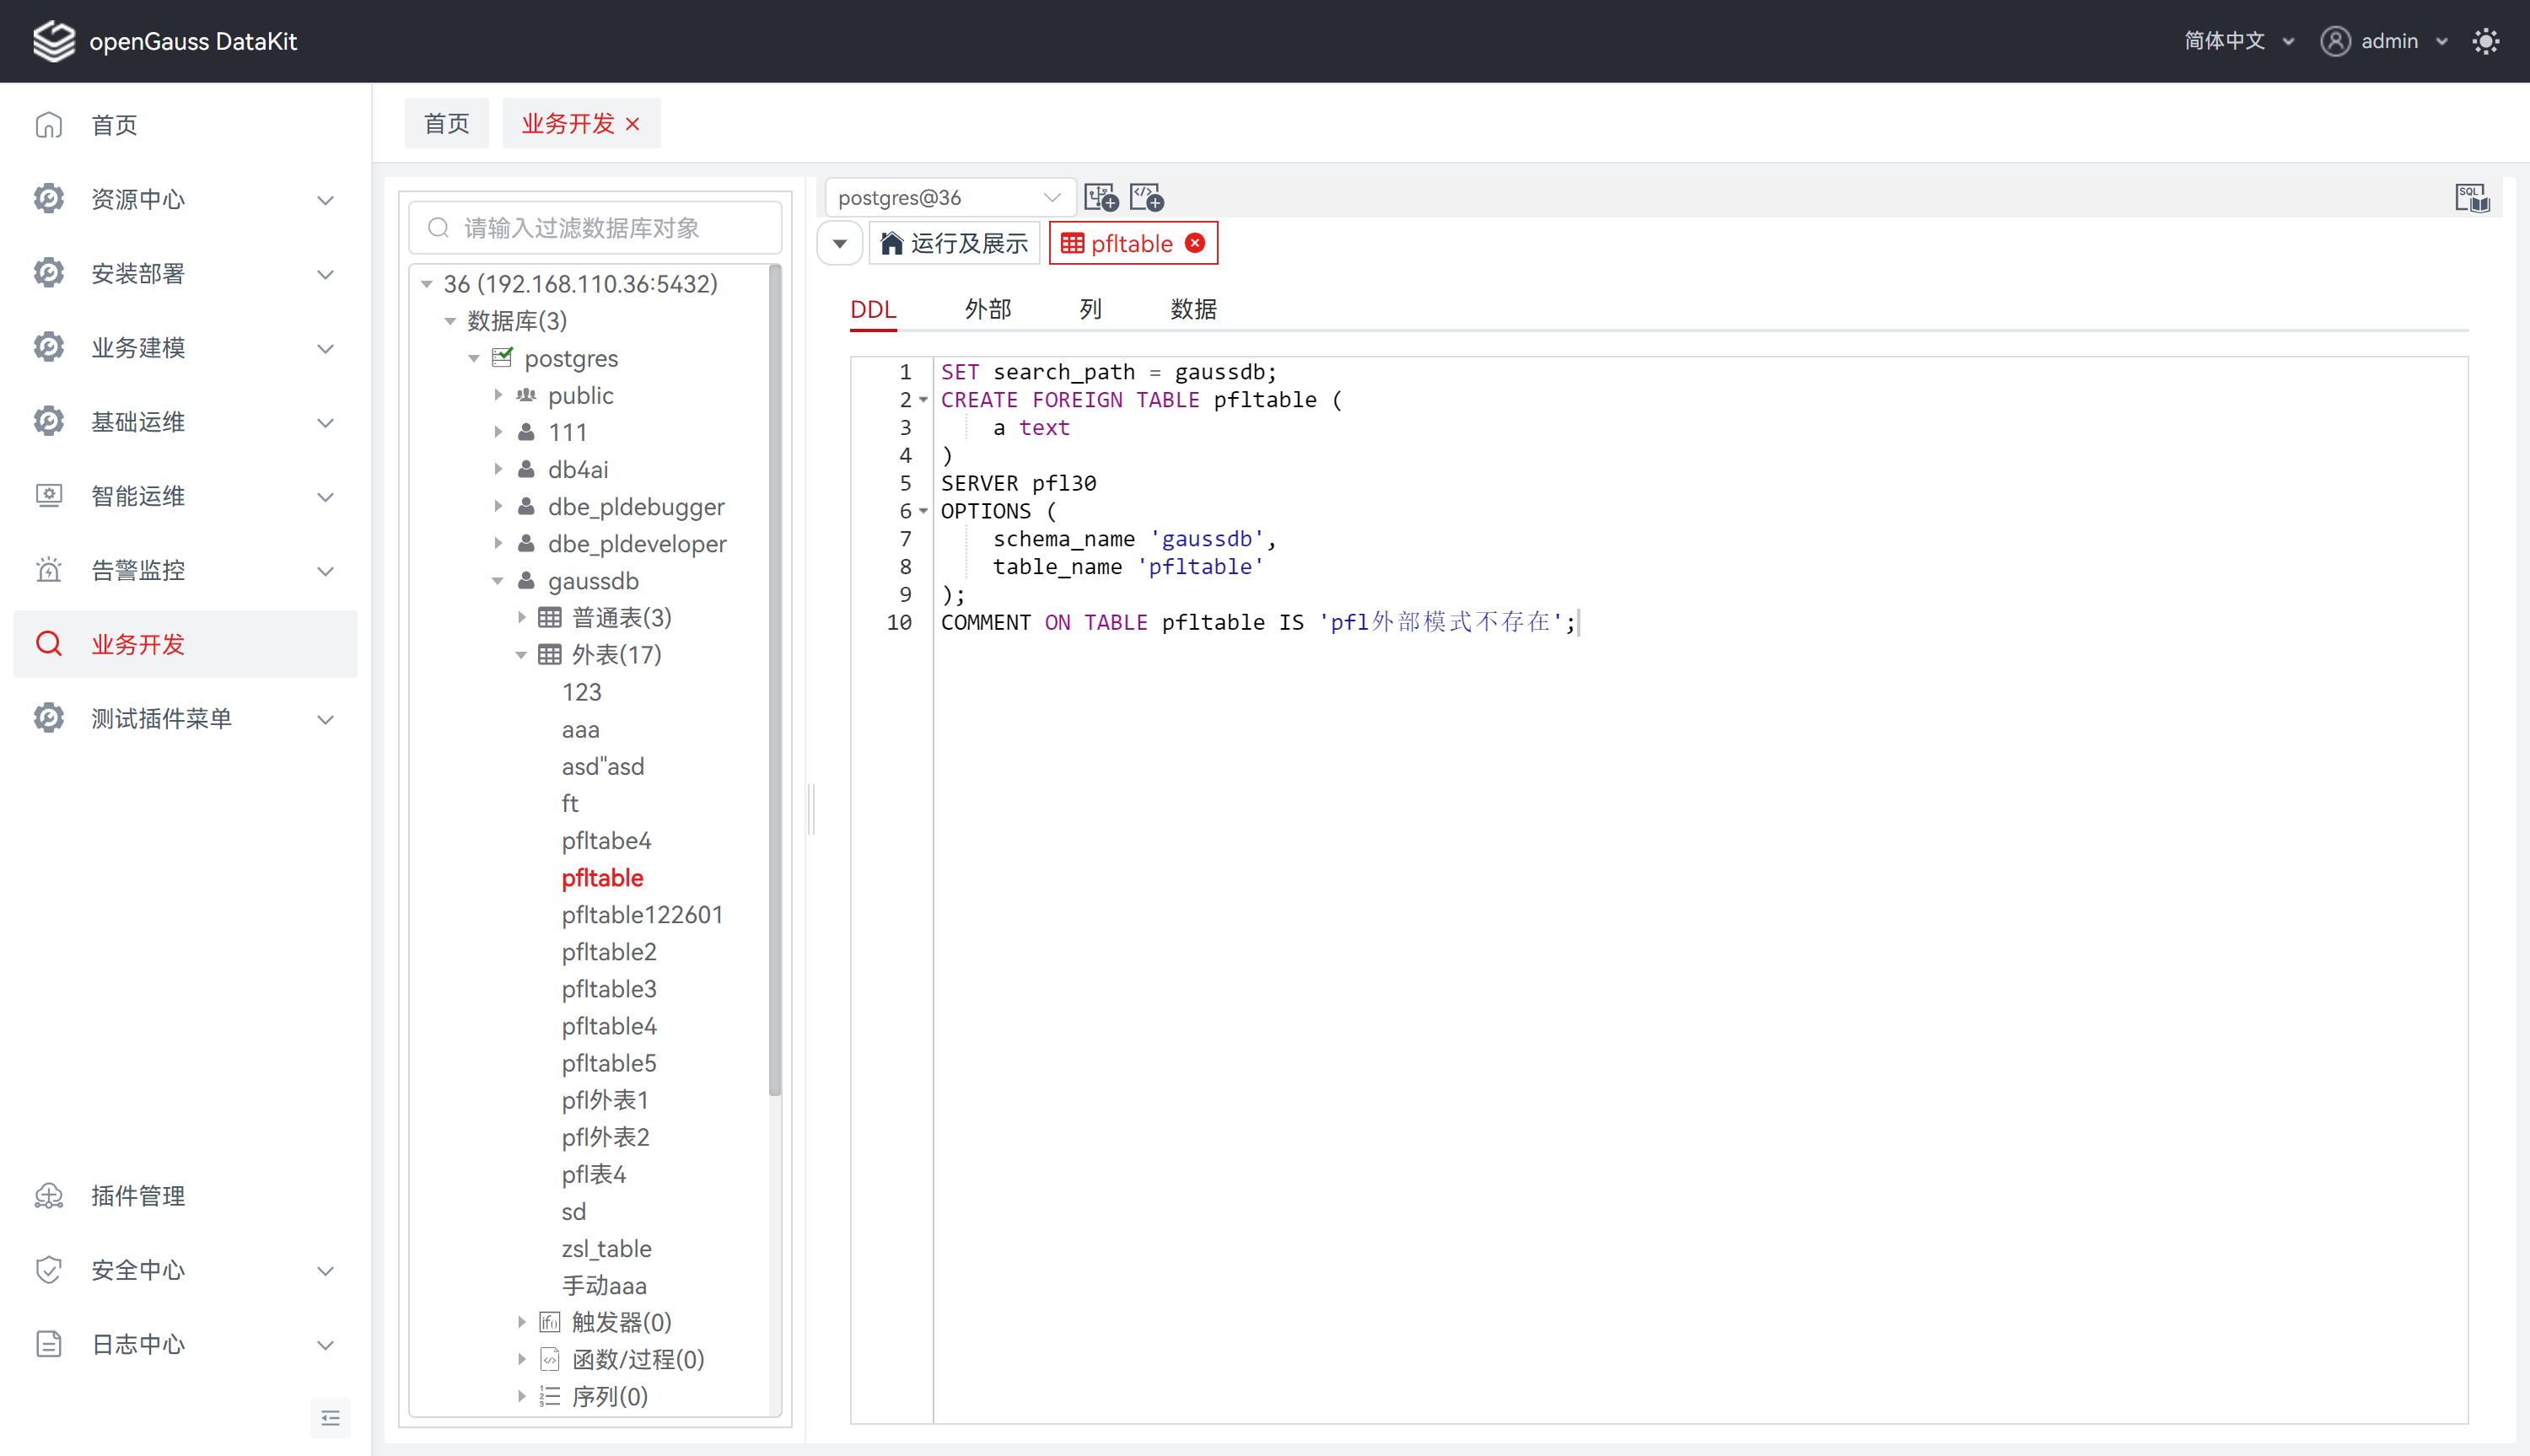 openGauss DataKit
简体中文
admin
首页
资源中心
安装部署
业务建模
基础运维
智能运维
告警监控
业务开发
测试插件菜单
插件管理
安全中心
日志中心
首页
业务开发
请输入过滤数据库对象
36 (192.168.110.36:5432)
数据库(3)
postgres
public
111
db4ai
dbe_pldebugger
dbe_pldeveloper
gaussdb
普通表(3)
外表(17)
123
aaa
asd"asd
ft
pfltabe4
pfltable
pfltable122601
pfltable2
pfltable3
pfltable4
pfltable5
pfl外表1
pfl外表2
pfl表4
sd
zsl_table
手动aaa
触发器(0)
函数/过程(0)
序列(0)
postgres@36
SQL
运行及展示
pfltable
DDL
外部
列
数据
1 SET search_path = gaussdb;
2 CREATE FOREIGN TABLE pfltable (
3 a text
4 )
5 SERVER pfl30
6 OPTIONS (
7 schema_name 'gaussdb',
8 table_name 'pfltable'
9 );
10 COMMENT ON TABLE pfltable IS 'pfl外部模式不存在';